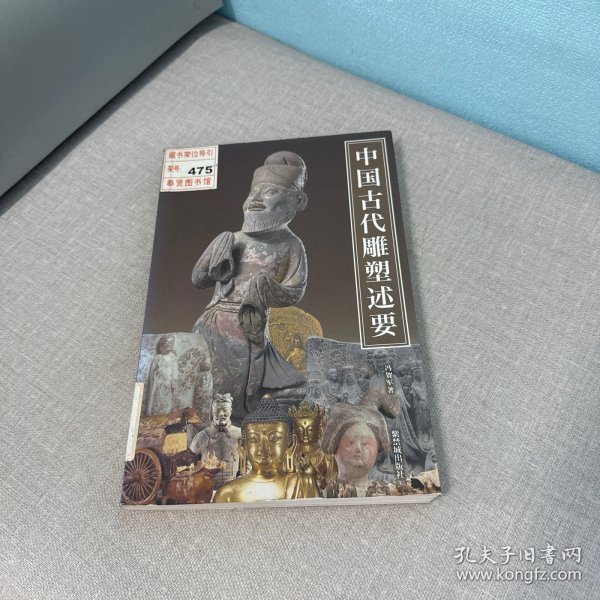 藏书架位导引
架号: 475
奉贤图书馆
中国古代雕塑述要
冯贺军著
紫禁城出版社
孔夫子旧书网
www.kongfz.com